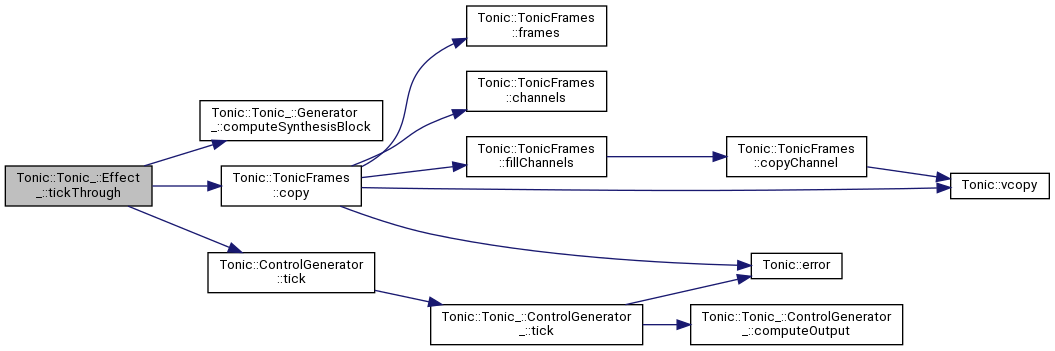 Tonic::TonicFrames
::frames
Tonic::TonicFrames
::channels
Tonic::Tonic_::Generator
_::computeSynthesisBlock
Tonic::TonicFrames
::fillChannels
Tonic::TonicFrames
::copyChannel
Tonic::Tonic_::Effect
_::tickThrough
Tonic::TonicFrames
::copy
Tonic::vcopy
Tonic::ControlGenerator
::tick
Tonic::error
Tonic::Tonic_::ControlGenerator
_::tick
Tonic::Tonic_::ControlGenerator
_::computeOutput